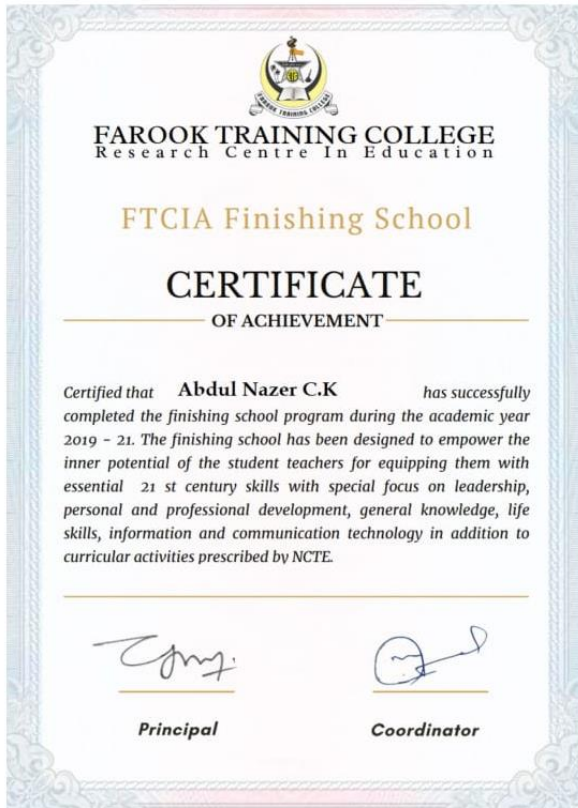 FAROOK TRAINING COLLEGE
FAROOK TRAINING COLLEGE
Research Centre In Education
FTCIA Finishing School
CERTIFICATE
OF ACHIEVEMENT
Certified that Abdul Nazer C.K has successfully
completed the finishing school program during the academic year
2019 - 21. The finishing school has been designed to empower the
inner potential of the student teachers for equipping them with
essential 21 st century skills with special focus on leadership,
personal and professional development, general knowledge, life
skills, information and communication technology in addition to
curricular activities prescribed by NCTE.
Principal
Coordinator